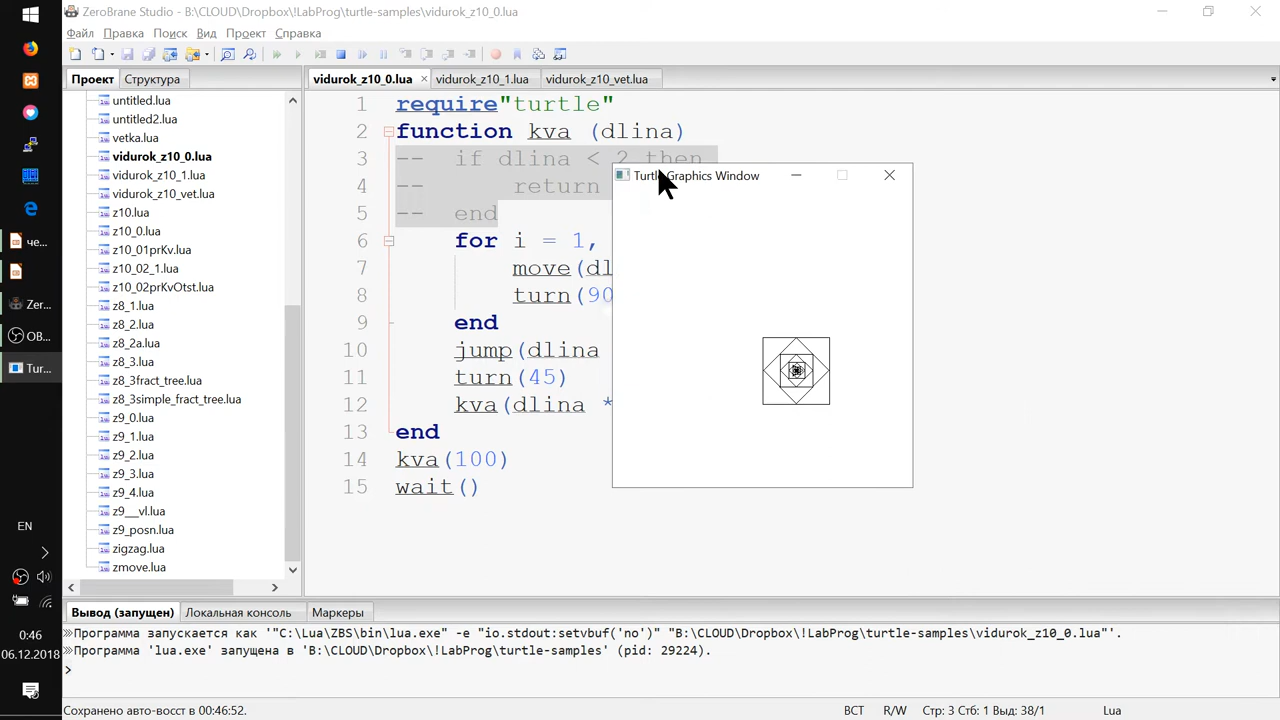 ZeroBrane Studio - B:\CLOUD\Dropbox\!LabProg\turtle-samples\vidurok_z10_0.lua
Файл Правка Поиск Вид Проект Справка
Проект Структура
vidurok_z10_0.lua × vidurok_z10_1.lua vidurok_z10_vet.lua
untitled.lua
untitled2.lua
vetka.lua
vidurok_z10_0.lua
vidurok_z10_1.lua
vidurok_z10_vet.lua
z10.lua
z10_0.lua
z10_01prKv.lua
z10_02_1.lua
z10_02prKvOtst.lua
z8_1.lua
z8_2.lua
z8_2a.lua
z8_3.lua
z8_3fract_tree.lua
z8_3simple_fract_tree.lua
z9_0.lua
z9_1.lua
z9_2.lua
z9_3.lua
z9_4.lua
z9__vl.lua
z9_posn.lua
zigzag.lua
zmove.lua
1 require"turtle"
2 function kva (dlina)
3 -- if dlina < 2 then
4 -- return
5 -- end
6 for i = 1,
7 move(dl
8 turn(90
9 end
10 jump(dlina
11 turn(45)
12 kva(dlina *
13 end
14 kva(100)
15 wait()
Turtle Graphics Window
че...
Zer...
OB...
Tur...
EN
0:46
06.12.2018
Вывод (запущен) Локальная консоль Маркеры
Программа запускается как '"C:\Lua\ZBS\bin\lua.exe" -e "io.stdout:setvbuf('no')" "B:\CLOUD\Dropbox\!LabProg\turtle-samples\vidurok_z10_0.lua"'.
Программа 'lua.exe' запущена в 'B:\CLOUD\Dropbox\!LabProg\turtle-samples' (pid: 29224).
Сохранено авто-восст в 00:46:52. ВСТ R/W Стр: 3 Стб: 1 Выд: 38/1 Lua